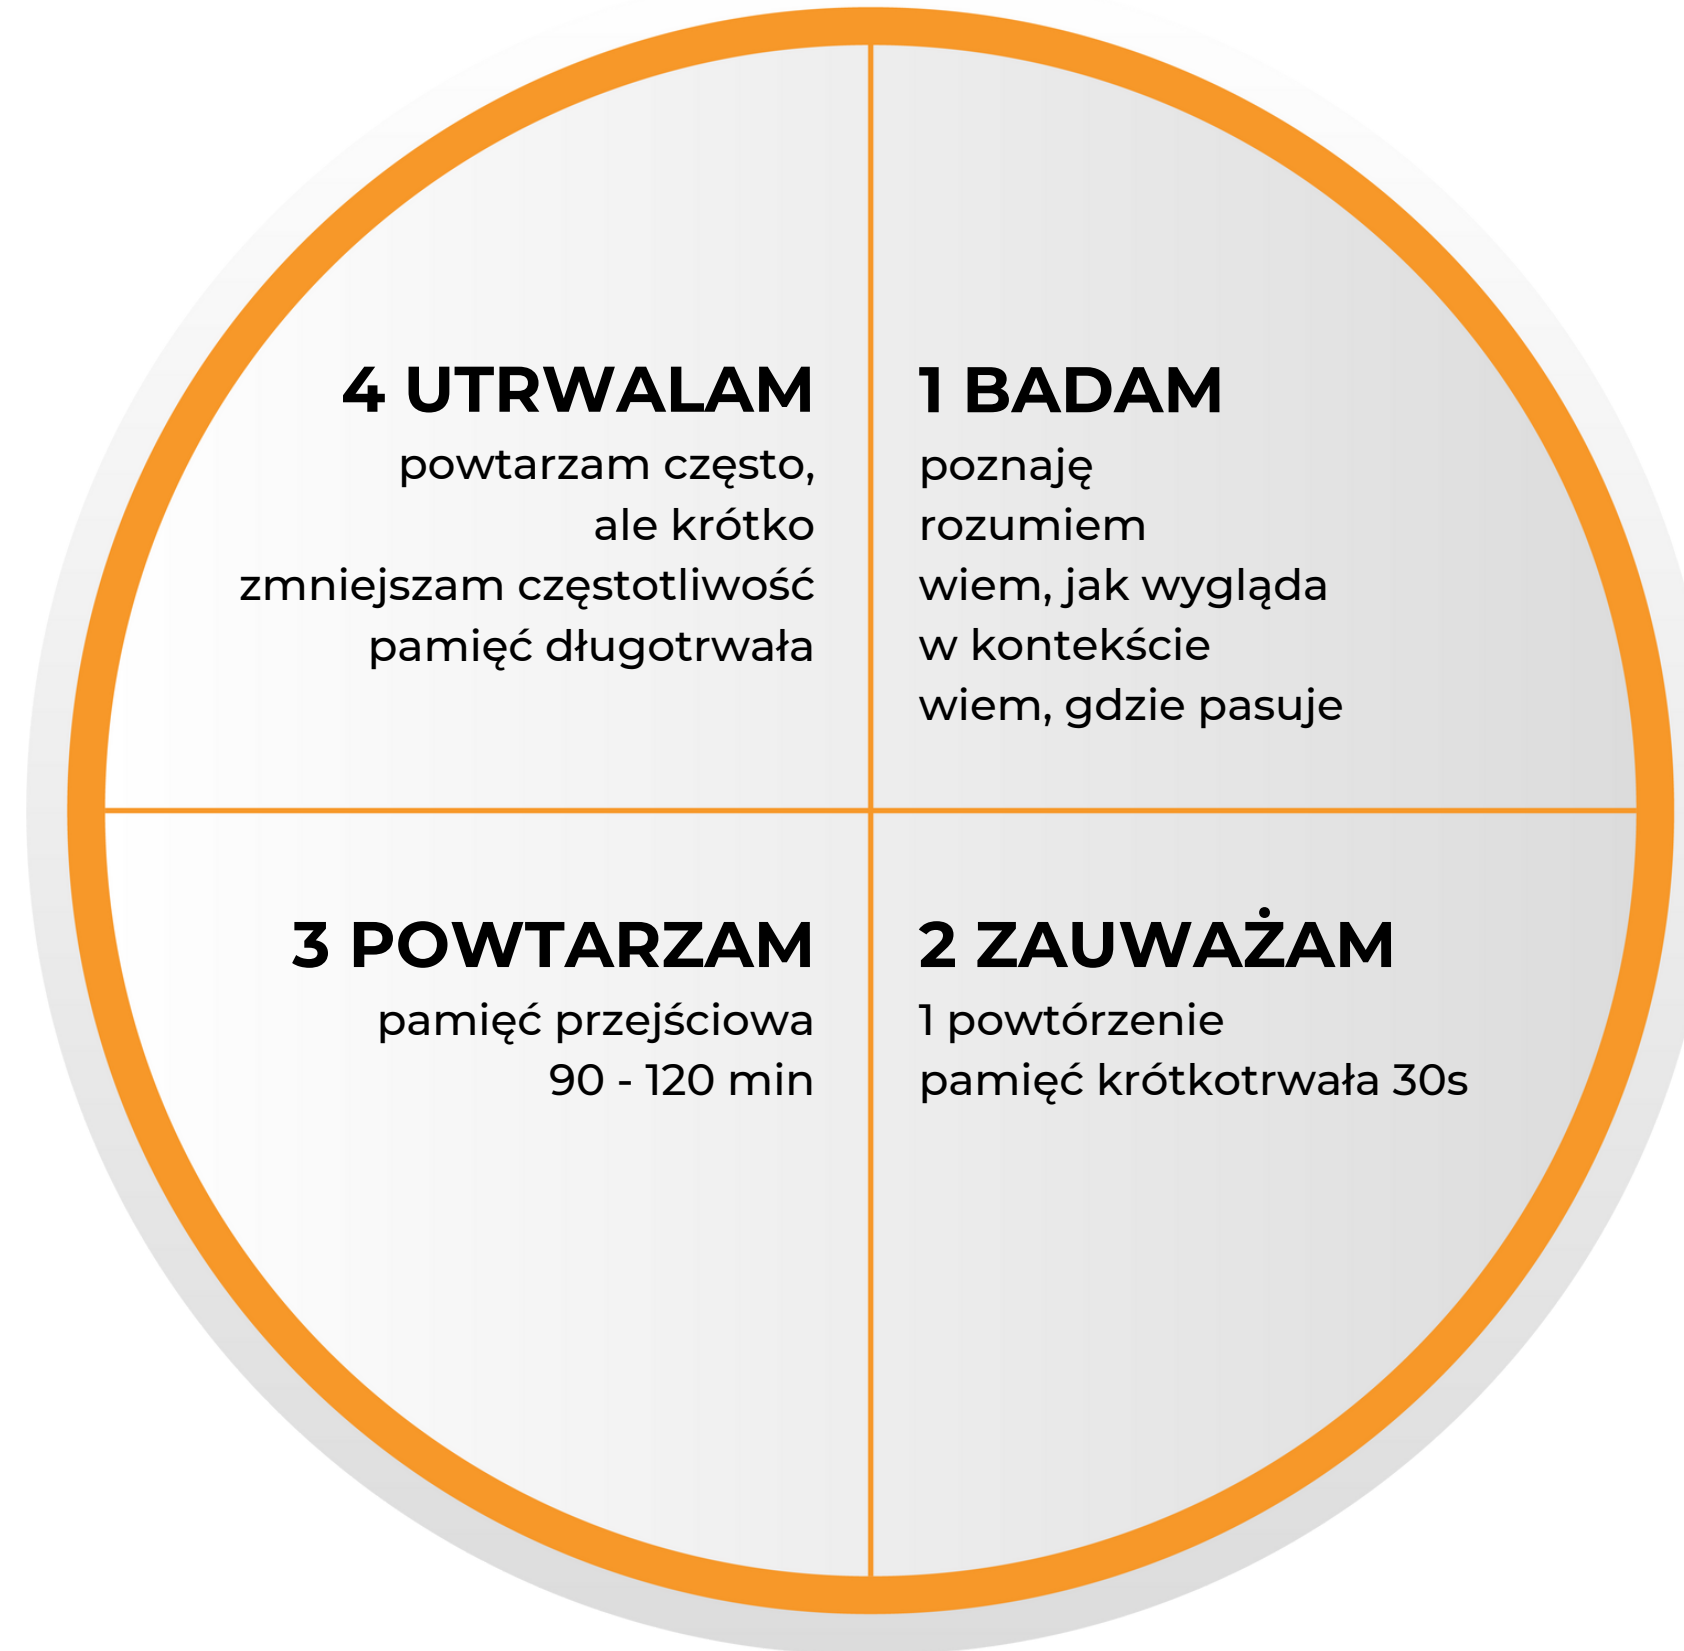 4 UTRWALAM
powtarzam często,
ale krótko
zmniejszam częstotliwość
pamięć długotrwała
1 BADAM
poznaję
rozumiem
wiem, jak wygląda
w kontekście
wiem, gdzie pasuje
3 POWTARZAM
pamięć przejściowa
90 - 120 min
2 ZAUWAŻAM
1 powtórzenie
pamięć krótkotrwała 30s